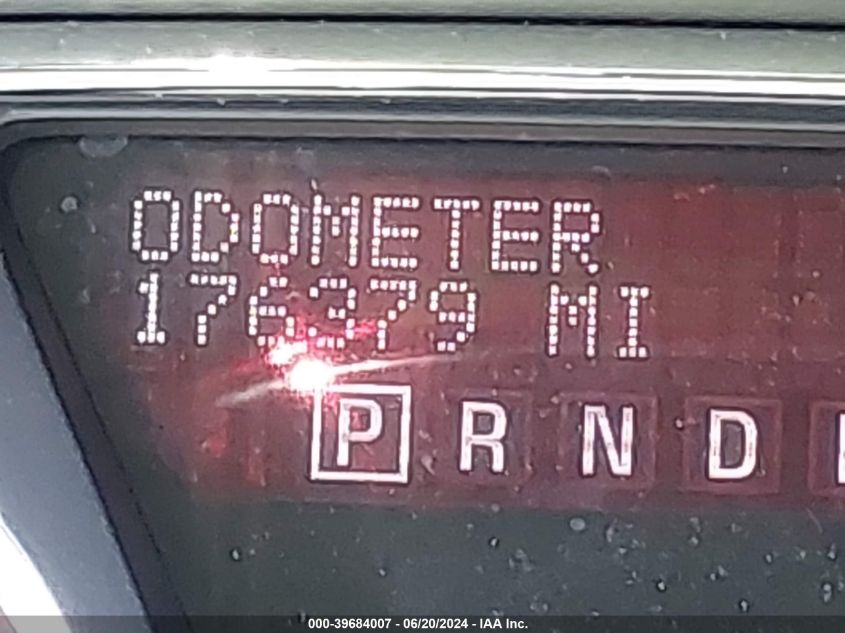 ODOMETER
176379 MI
P R N D
000-39684007 - 06/20/2024 - IAA Inc.